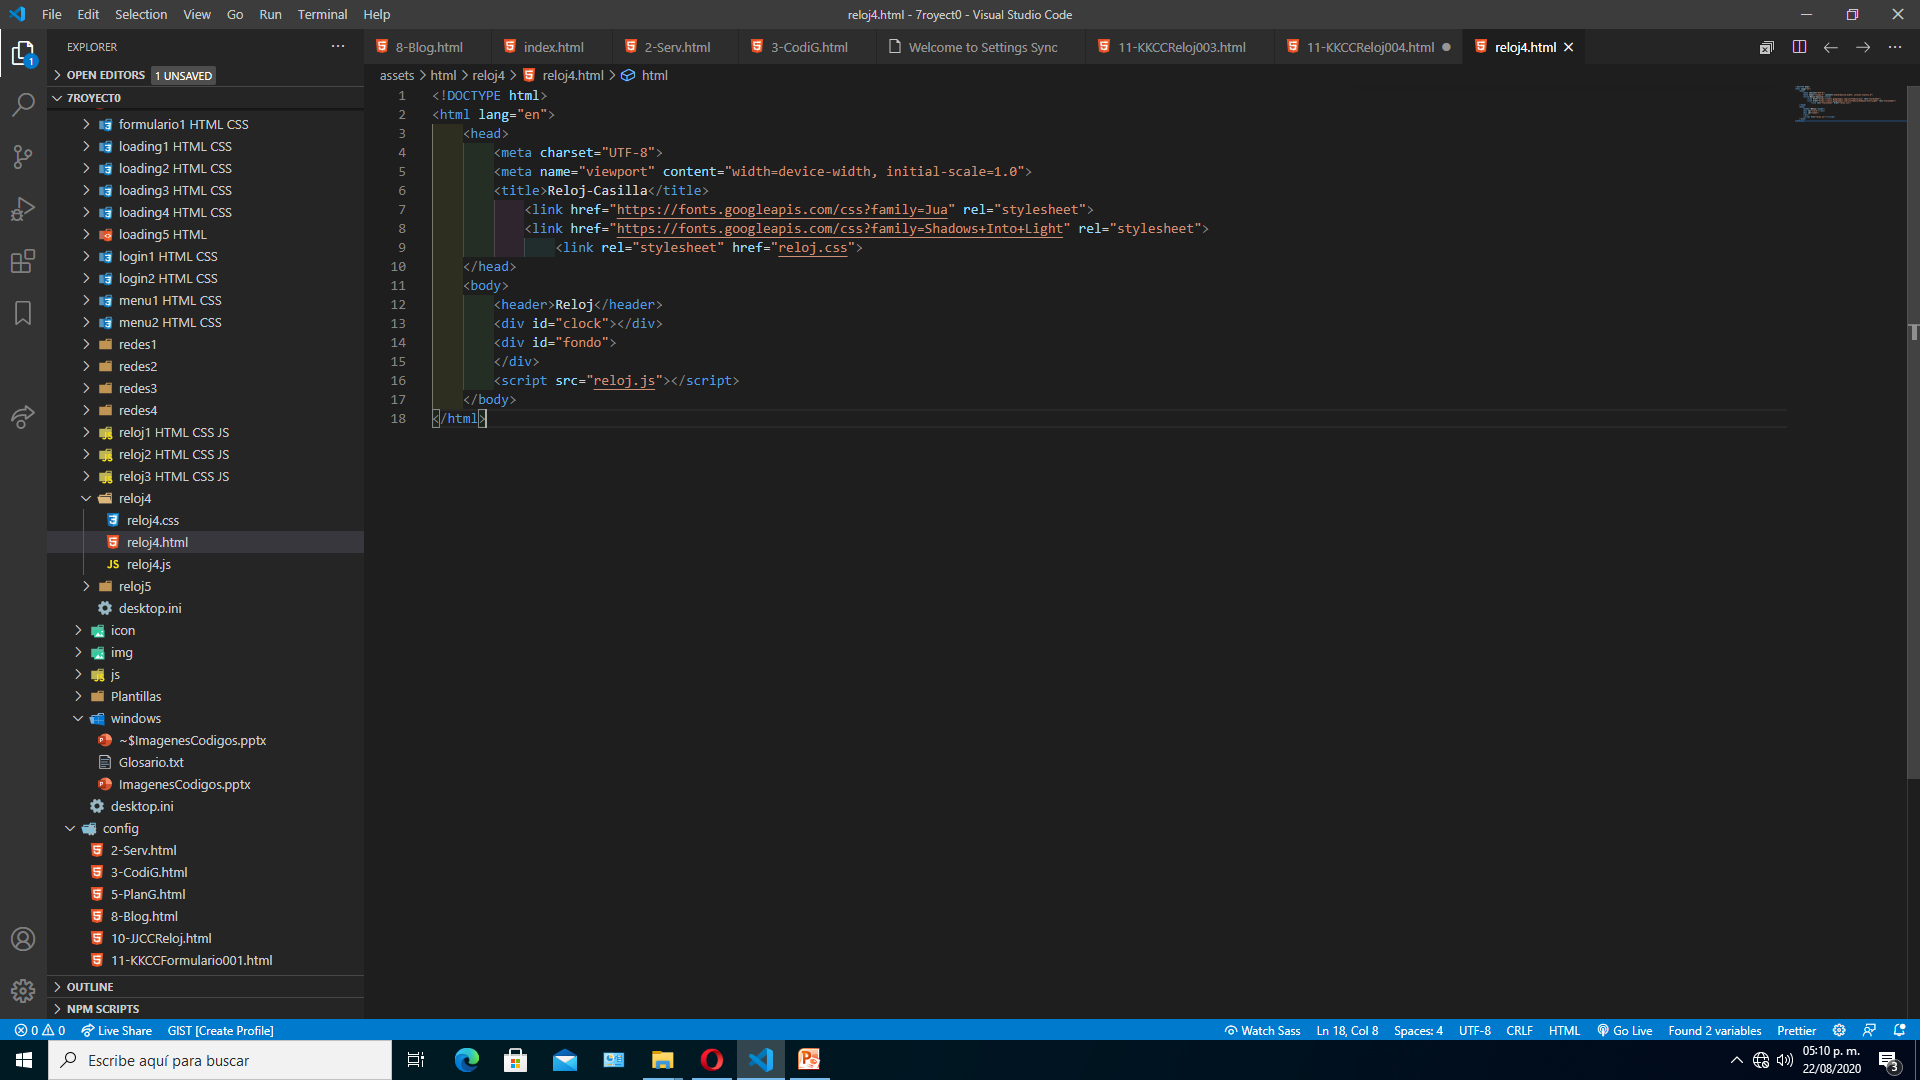 File Edit Selection View Go Run Terminal Help
reloj4.html - 7royect0 - Visual Studio Code
EXPLORER
8-Blog.html index.html 2-Serv.html 3-CodiG.html Welcome to Settings Sync 11-KKCCReloj003.html 11-KKCCReloj004.html reloj4.html
OPEN EDITORS 1 UNSAVED
7ROYECT0
formulario1 HTML CSS
loading1 HTML CSS
loading2 HTML CSS
loading3 HTML CSS
loading4 HTML CSS
loading5 HTML
login1 HTML CSS
login2 HTML CSS
menu1 HTML CSS
menu2 HTML CSS
redes1
redes2
redes3
redes4
reloj1 HTML CSS JS
reloj2 HTML CSS JS
reloj3 HTML CSS JS
reloj4
reloj4.css
reloj4.html
JS reloj4.js
reloj5
desktop.ini
icon
img
js
Plantillas
windows
~$ImagenesCodigos.pptx
Glosario.txt
ImagenesCodigos.pptx
desktop.ini
config
2-Serv.html
3-CodiG.html
5-PlanG.html
8-Blog.html
10-JJCCReloj.html
11-KKCCFormulario001.html
OUTLINE
NPM SCRIPTS
assets > html > reloj4 > reloj4.html > html
1 <!DOCTYPE html>
2 <html lang="en">
3 <head>
4 <meta charset="UTF-8">
5 <meta name="viewport" content="width=device-width, initial-scale=1.0">
6 <title>Reloj-Casilla</title>
7 <link href="https://fonts.googleapis.com/css?family=Jua" rel="stylesheet">
8 <link href="https://fonts.googleapis.com/css?family=Shadows+Into+Light" rel="stylesheet">
9 <link rel="stylesheet" href="reloj.css">
10 </head>
11 <body>
12 <header>Reloj</header>
13 <div id="clock"></div>
14 <div id="fondo">
15 </div>
16 <script src="reloj.js"></script>
17 </body>
18 </html>
0 0 Live Share GIST [Create Profile] Watch Sass Ln 18, Col 8 Spaces: 4 UTF-8 CRLF HTML Go Live Found 2 variables Prettier
Escribe aquí para buscar
05:10 p. m.
22/08/2020
3
1